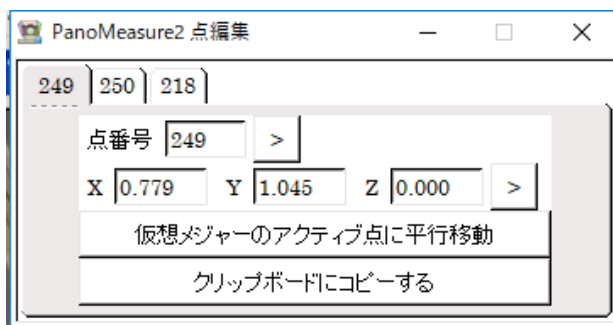 PanoMeasure2 点編集
249 250 218
点番号 249 >
X 0.779 Y 1.045 Z 0.000 >
仮想メジャーのアクティブ点に平行移動
クリップボードにコピーする